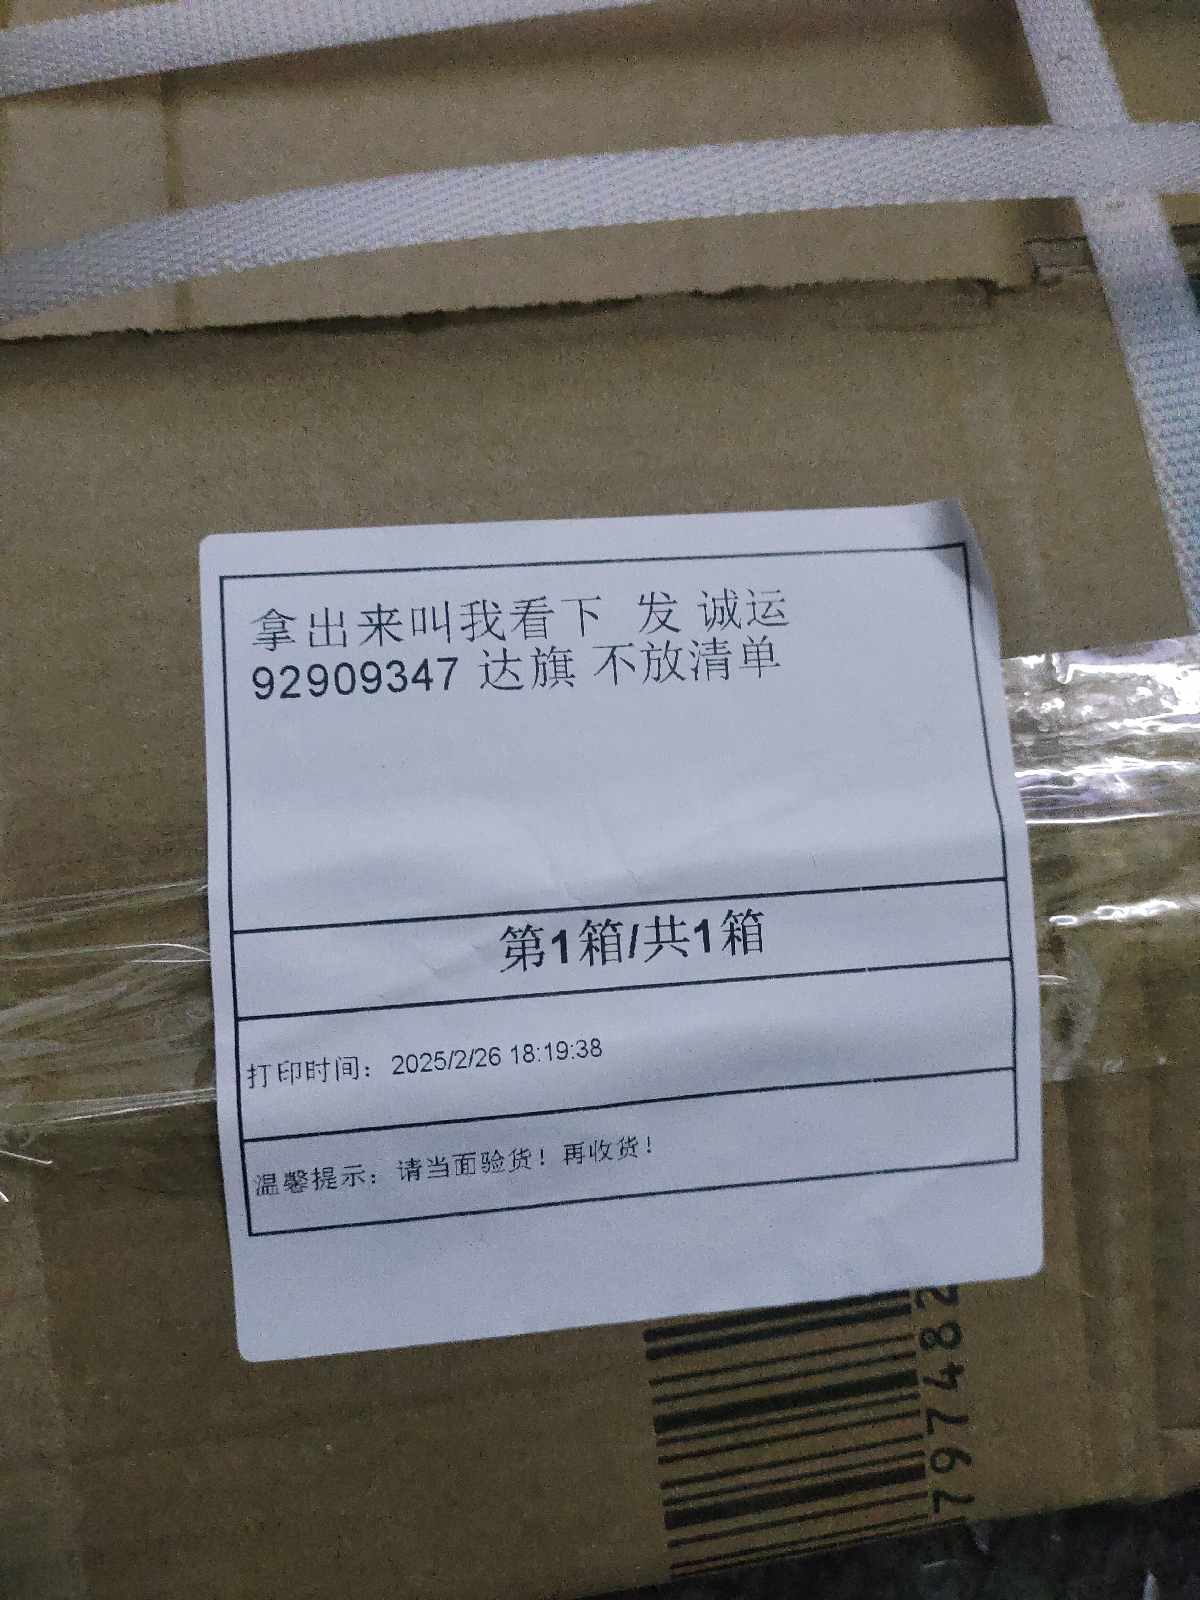 拿出来叫我看下 发 诚运
92909347 达旗 不放清单
第1箱/共1箱
打印时间：2025/2/26 18:19:38
温馨提示：请当面验货！再收货！
797482